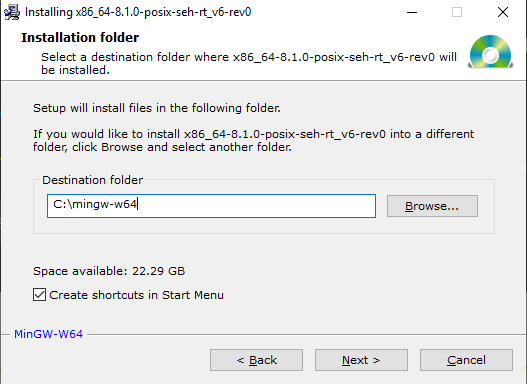 Installing x86_64-8.1.0-posix-seh-rt_v6-rev0
Installation folder
Select a destination folder where x86_64-8.1.0-posix-seh-rt_v6-rev0 will
be installed.
Setup will install files in the following folder.
If you would like to install x86_64-8.1.0-posix-seh-rt_v6-rev0 into a different
folder, click Browse and select another folder.
Destination folder
C:\mingw-w64
Browse...
Space available: 22.29 GB
Create shortcuts in Start Menu
MinGW-W64
< Back
Next >
Cancel